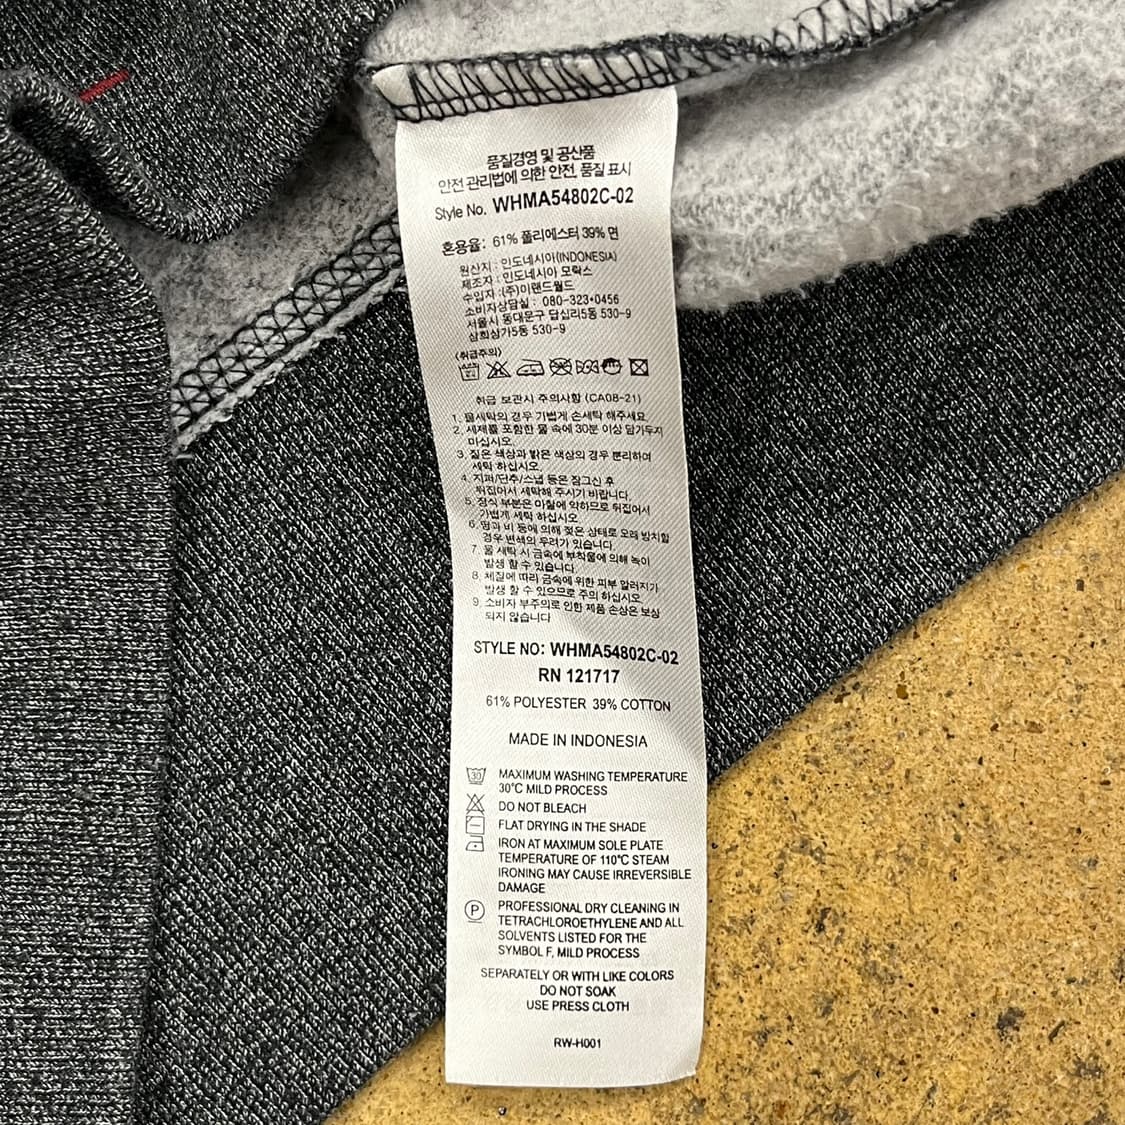 품질경영 및 공산품
안전 관리법에 의한 안전, 품질 표시
Style No. WHMA54802C-02
혼용율: 61% 폴리에스터 39% 면
원산지 : 인도네시아(INDONESIA)
제조자 : 인도네시아 모락스
수입자 : (주)이랜드월드
소비자상담실 : 080-323-0456
서울시 동대문구 답십리5동 530-9
삼희상가5동 530-9
〈취급주의〉
취급 보관시 주의사항 (CA08-21)
1. 물세탁의 경우 가볍게 손세탁 해주세요.
2. 세제를 포함한 물 속에 30분 이상 담가두지
마십시오.
3. 짙은 색상과 밝은 색상의 경우 분리하여
세탁 하십시오.
4. 지퍼/단추/스냅 등은 잠그신 후
뒤집어서 세탁해 주시기 바랍니다.
5. 장식 부분은 마찰에 약하므로 뒤집어서
가볍게 세탁 하십시오.
6. 땀과 비 등에 의해 젖은 상태로 오래 방치할
경우 변색의 우려가 있습니다.
7. 물 세탁 시 금속에 부착물에 의해 녹이
발생 할 수 있습니다.
8. 체질에 따라 금속에 위한 피부 알러지가
발생 할 수 있으므로 주의 하십시오.
9. 소비자 부주의로 인한 제품 손상은 보상
되지 않습니다
STYLE NO: WHMA54802C-02
RN 121717
61% POLYESTER 39% COTTON
MADE IN INDONESIA
30 MAXIMUM WASHING TEMPERATURE
30°C MILD PROCESS
DO NOT BLEACH
FLAT DRYING IN THE SHADE
IRON AT MAXIMUM SOLE PLATE
TEMPERATURE OF 110°C STEAM
IRONING MAY CAUSE IRREVERSIBLE
DAMAGE
P PROFESSIONAL DRY CLEANING IN
TETRACHLOROETHYLENE AND ALL
SOLVENTS LISTED FOR THE
SYMBOL F, MILD PROCESS
SEPARATELY OR WITH LIKE COLORS
DO NOT SOAK
USE PRESS CLOTH
RW-H001